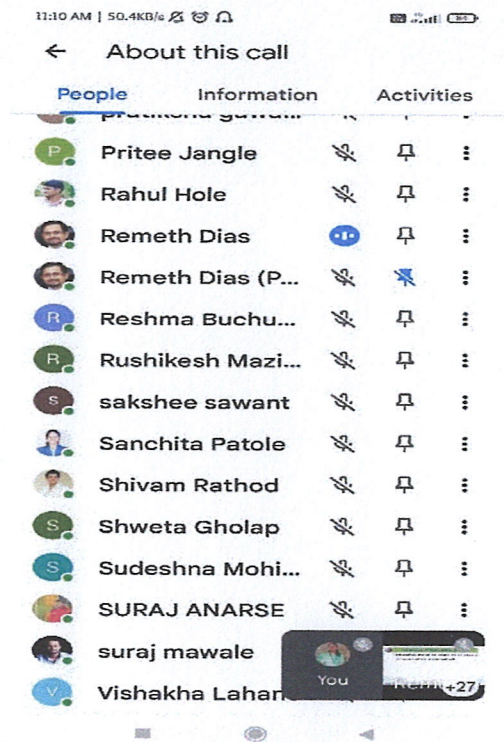 11:10 AM | 50.4KB/s
About this call
People Information Activities
P Pritee Jangle
Rahul Hole
Remeth Dias
Remeth Dias (P...
R Reshma Buchu...
R Rushikesh Mazi...
s sakshee sawant
Sanchita Patole
Shivam Rathod
S Shweta Gholap
S Sudeshna Mohi...
SURAJ ANARSE
suraj mawale
You
+27
V Vishakha Lahan